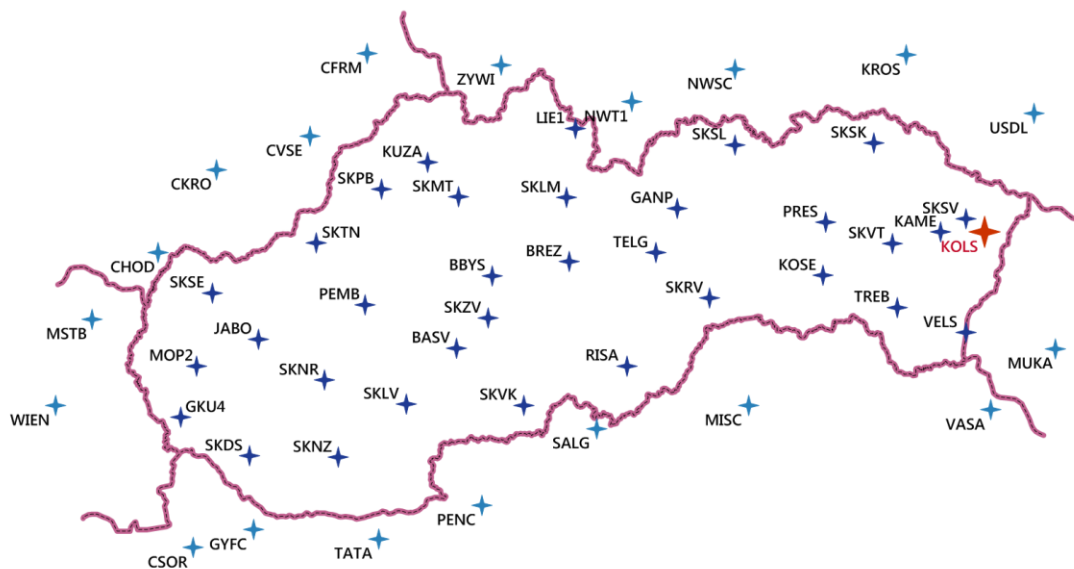 CFRM
ZYWI
NWSC
KROS
LIE1
NWT1
USDL
CVSE
SKSL
SKSK
KUZA
CKRO
SKPB
SKMT
SKLM
GANP
PRES
SKSV
KAME
SKTN
SKVT
KOLS
CHOD
BREZ
TELG
BBYS
KOSE
SKSE
PEMB
SKRV
TREB
SKZV
MSTB
JABO
VELS
BASV
MOP2
RISA
MUKA
SKNR
SKLV
SKVK
GKU4
WIEN
MISC
VASA
SALG
SKDS
SKNZ
PENC
GYFC
TATA
CSOR